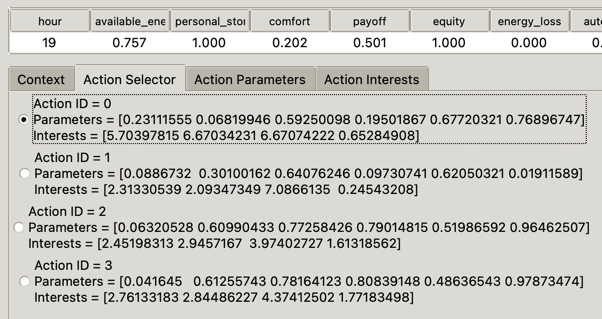 hour available_ene personal_stor comfort payoff equity energy_loss auto
19 0.757 1.000 0.202 0.501 1.000 0.000 0.
Context Action Selector Action Parameters Action Interests
Action ID = 0
Parameters = [0.23111555 0.06819946 0.59250098 0.19501867 0.67720321 0.76896747]
Interests = [5.70397815 6.67034231 6.67074222 0.65284908]
Action ID = 1
Parameters = [0.0886732 0.30100162 0.64076246 0.09730741 0.62050321 0.01911589]
Interests = [2.31330539 2.09347349 7.0866135 0.24543208]
Action ID = 2
Parameters = [0.06320528 0.60990433 0.77258426 0.79014815 0.51986592 0.96462507]
Interests = [2.45198313 2.9457167 3.97402727 1.61318562]
Action ID = 3
Parameters = [0.041645 0.61255743 0.78164123 0.80839148 0.48636543 0.97873474]
Interests = [2.76133183 2.84486227 4.37412502 1.77183498]